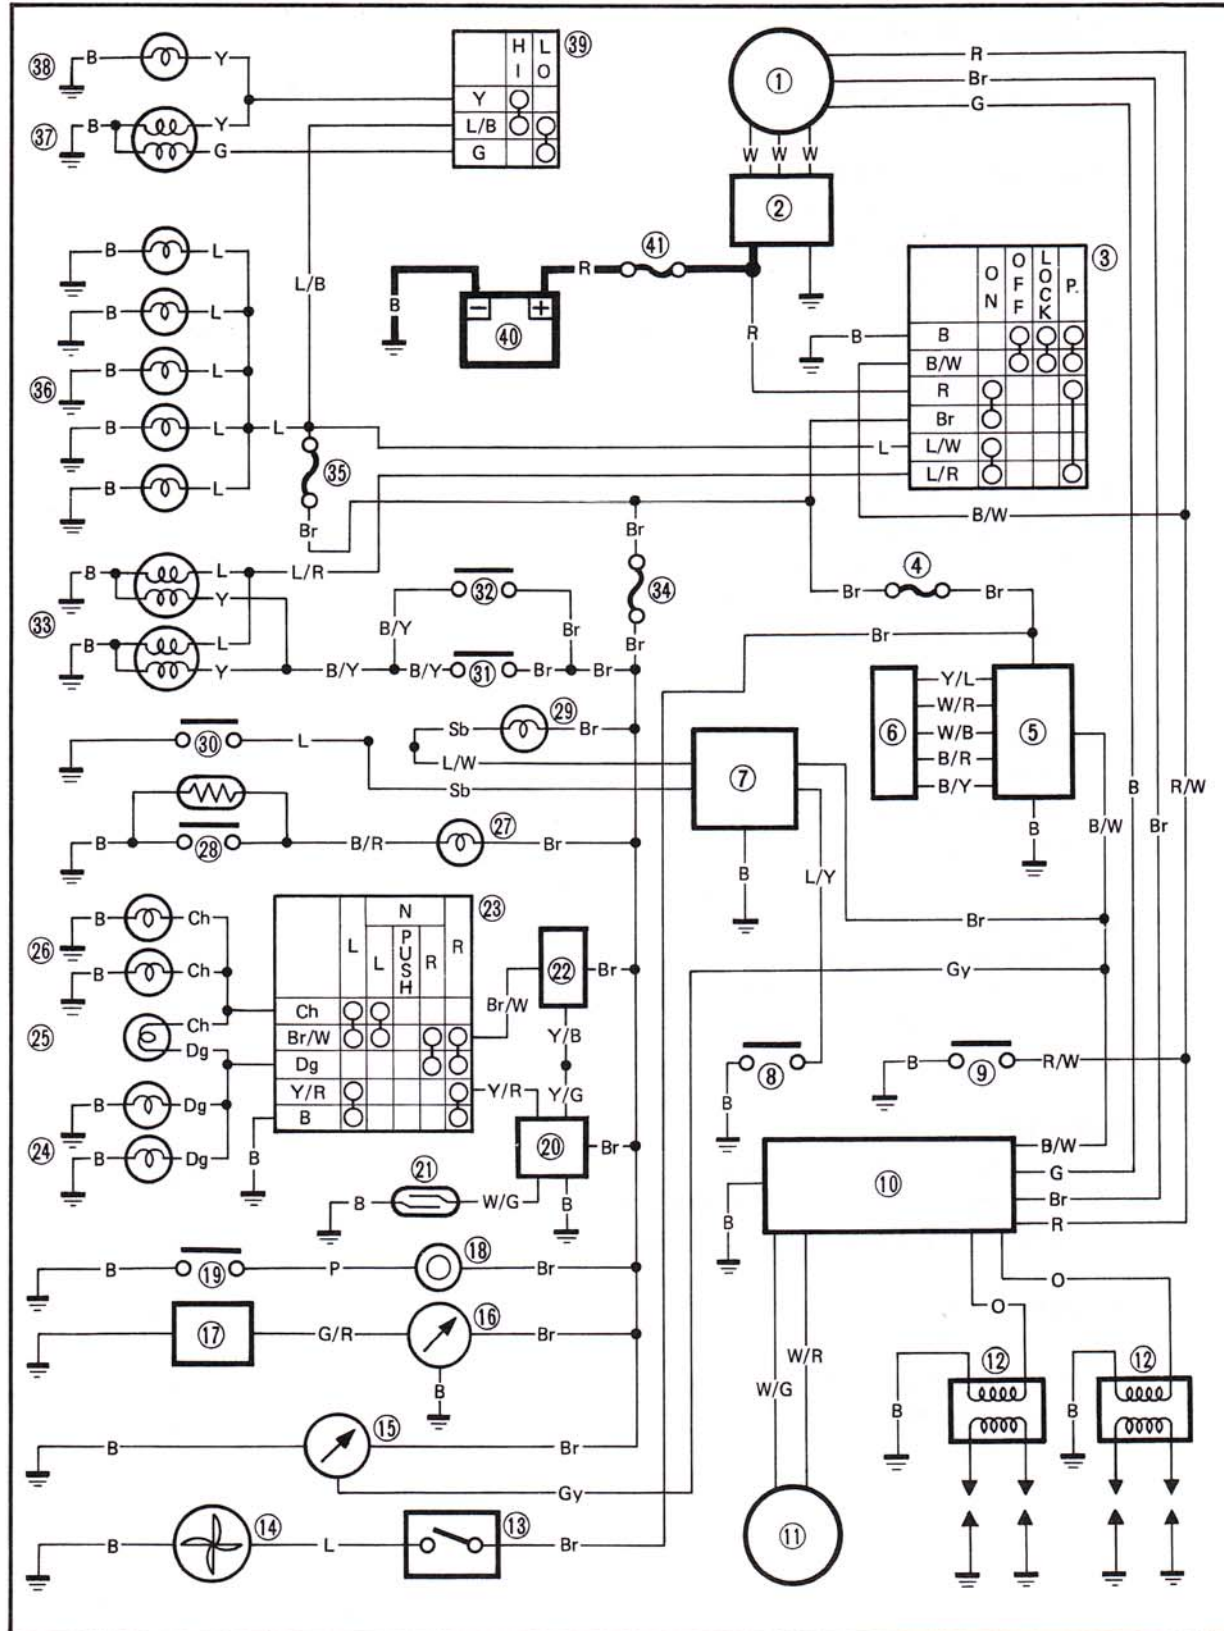 38 B Y
H I L O 39
Y
L/B
G
37 B Y
G
1 R
Br
G
W W W
2
41
R
B
− +
40
R
36
B L
B L
B L
B L
B L
L/B
L
35
Br
ON OFF LOCK P. 3
B B
B/W
R
Br
L L/W
L/R
B/W
4
Br Br
Br
34
Br
33
B L L/R
Y
B L
Y
B/Y
32
B/Y Br
31
B/Y Br Br
Br
6 5
Y/L
W/R
W/B
B/R
B/Y
B
B/W
B
Br
R/W
29
Sb Br
30 L
L/W
Sb
7
B
L/Y
Br
Gy
27
28
B B/R Br
26
B Ch
B Ch
25
Ch
Dg
24
B Dg
B Dg
23
N
L L PUSH R R
Ch
Br/W
Dg
Y/R
B
B
Br/W
22 Br
Y/B
Y/G
Y/R
20 Br
B
21
B W/G
8
B
9
B R/W
10
B
B/W
G
Br
R
18
19
B P Br
16
17 G/R Br
B
15
B Br
Gy
14 13
B L Br
W/G W/R
11
O
O
12 12
B B